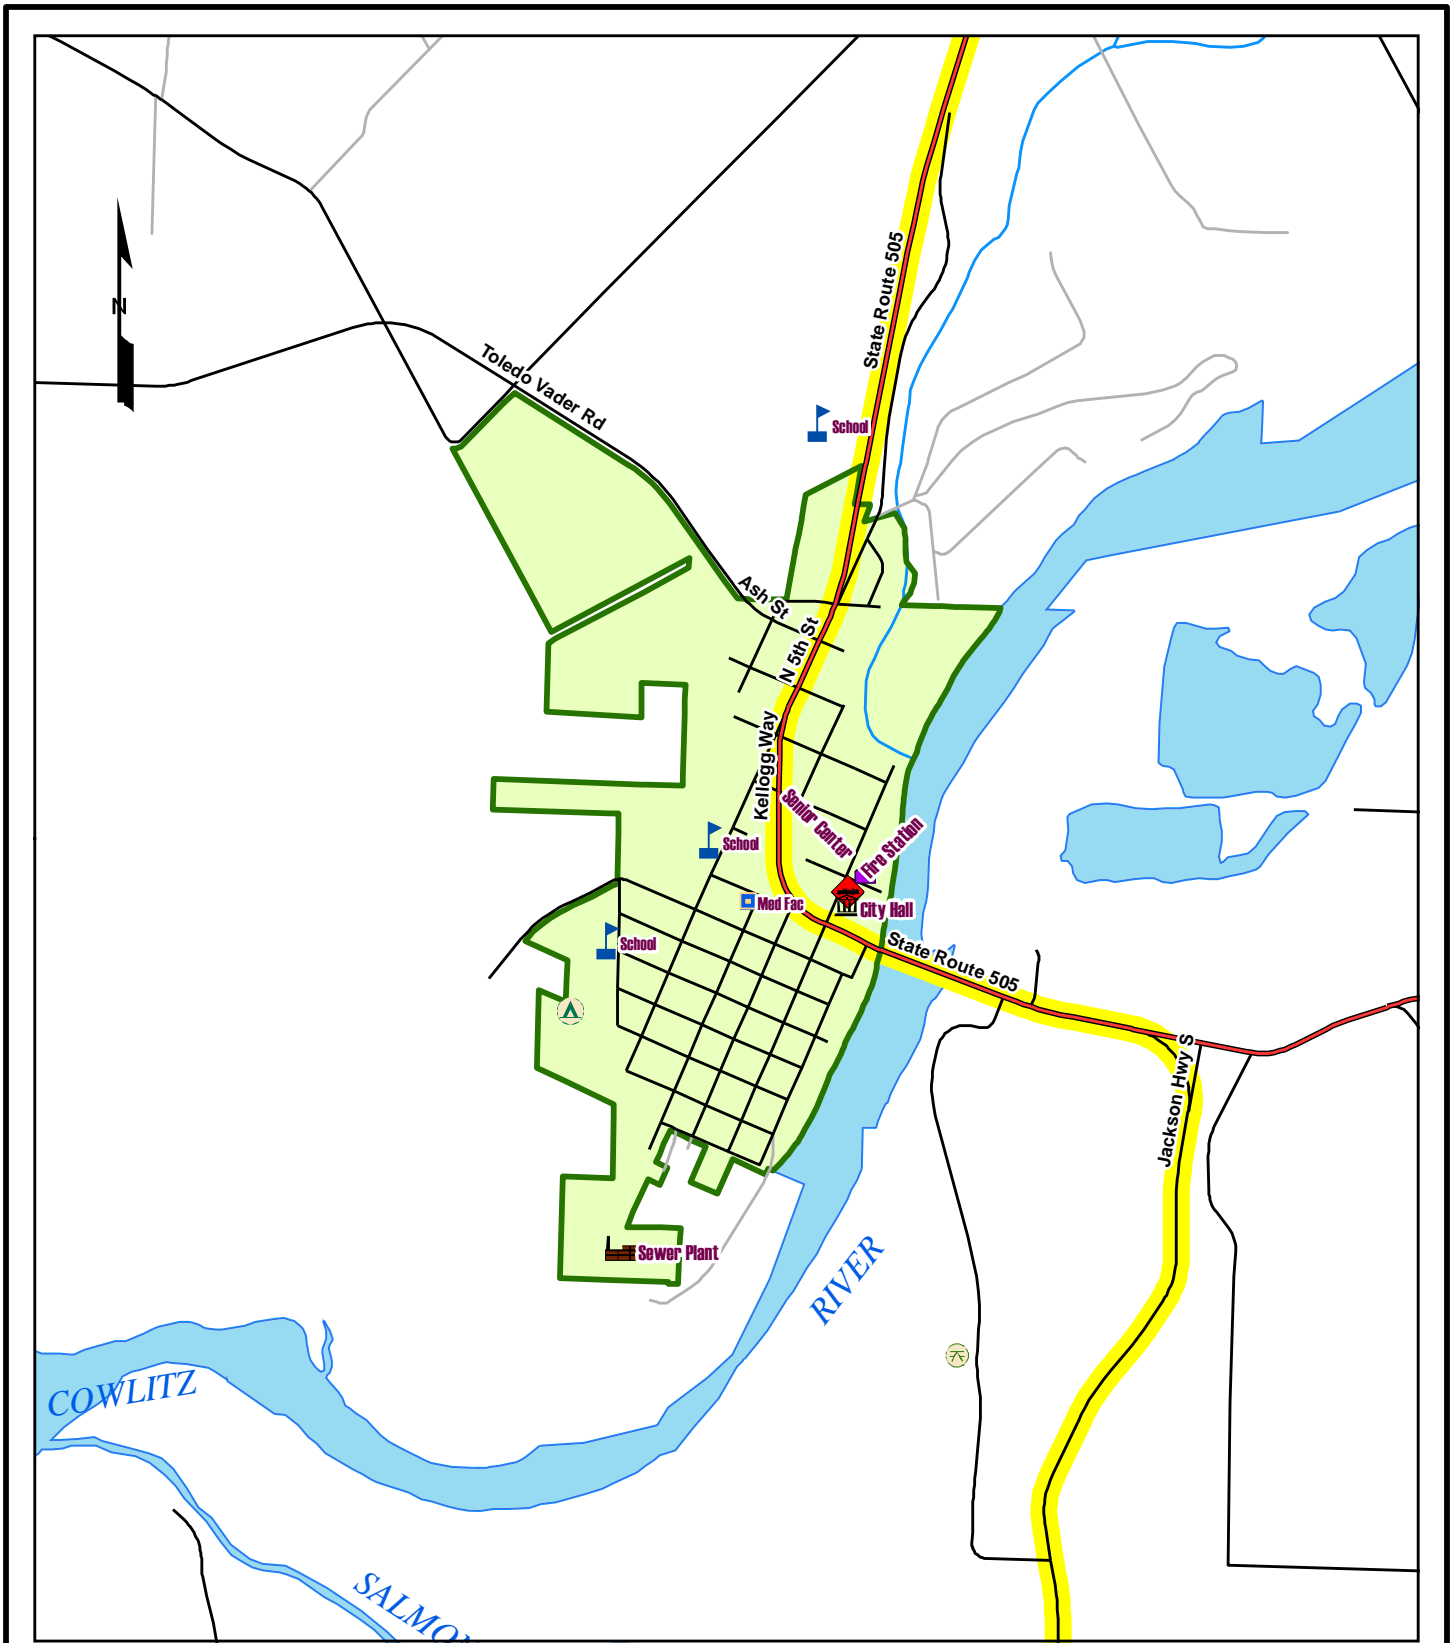 State Route 505
N
Toledo Vader Rd
School
Ash St
N 5th St
Kellogg Way
Senior Center
Fire Station
School
Med Fac
City Hall
School
State Route 505
Jackson Hwy S
Sewer Plant
RIVER
COWLITZ